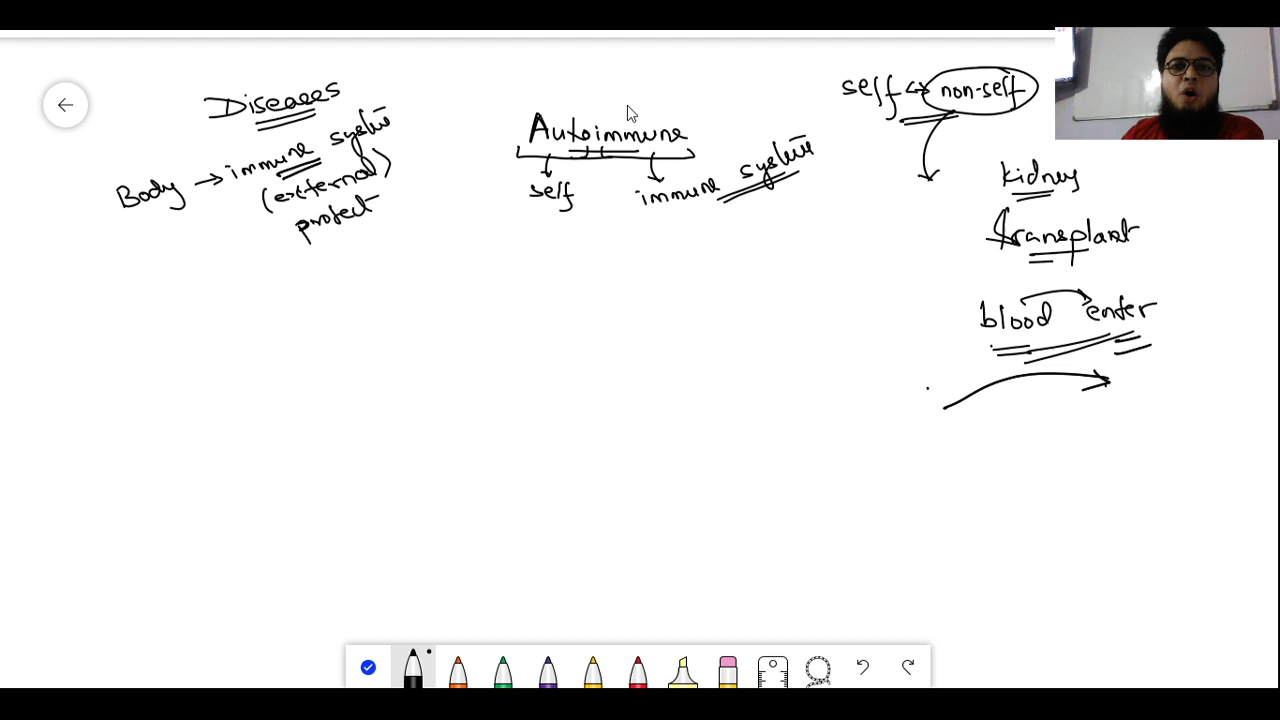 Diseases
Body → immune system
(external)
protect
Autoimmune
self
immune system
self ↔ non-self
kidney
transplant
blood enter